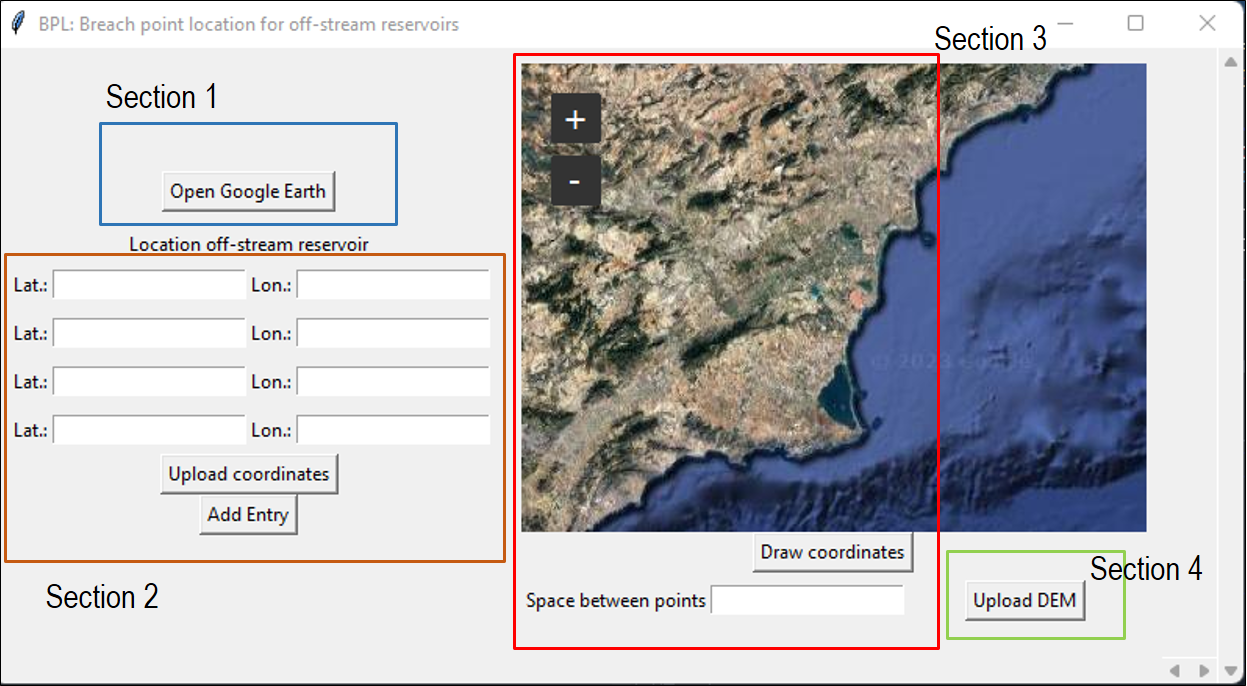 BPL: Breach point location for off-stream reservoirs
Section 3
Section 1
+
-
Open Google Earth
Location off-stream reservoir
Lat.: Lon.:
Lat.: Lon.:
Lat.: Lon.:
Lat.: Lon.:
Upload coordinates
Add Entry
Section 2
© 2023
Draw coordinates
Space between points
Section 4
Upload DEM